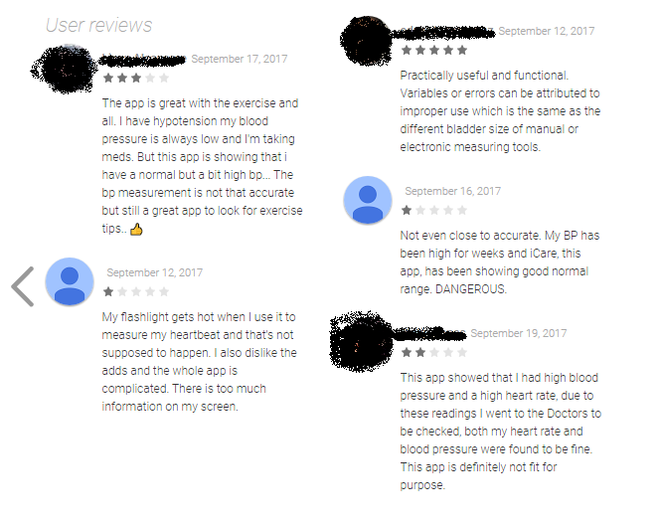 User reviews
September 17, 2017
The app is great with the exercise and
all. I have hypotension my blood
pressure is always low and I'm taking
meds. But this app is showing that i
have a normal but a bit high bp... The
bp measurement is not that accurate
but still a great app to look for exercise
tips.. 👍
September 12, 2017
My flashlight gets hot when I use it to
measure my heartbeat and that's not
supposed to happen. I also dislike the
adds and the whole app is
complicated. There is too much
information on my screen.
September 12, 2017
Practically useful and functional.
Variables or errors can be attributed to
improper use which is the same as the
different bladder size of manual or
electronic measuring tools.
September 16, 2017
Not even close to accurate. My BP has
been high for weeks and iCare, this
app, has been showing good normal
range. DANGEROUS.
September 19, 2017
This app showed that I had high blood
pressure and a high heart rate, due to
these readings I went to the Doctors to
be checked, both my heart rate and
blood pressure were found to be fine.
This app is definitely not fit for
purpose.